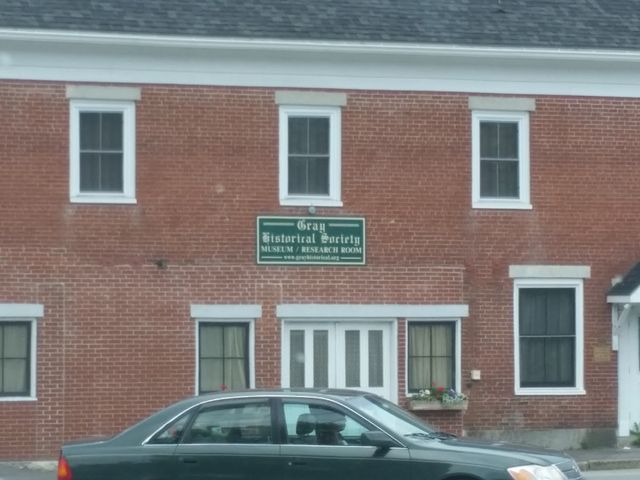 Gray
Historical Society
MUSEUM / RESEARCH ROOM
www.grayhistorical.org